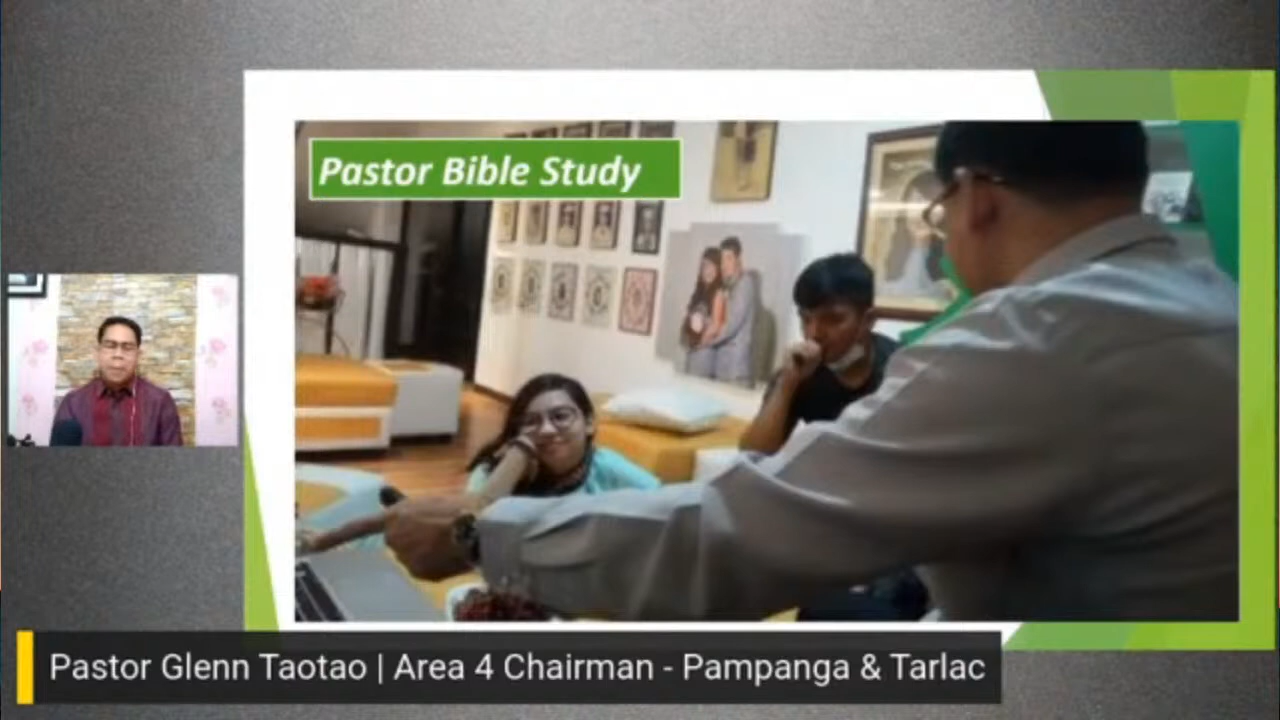 Pastor Bible Study
Pastor Glenn Taotao | Area 4 Chairman - Pampanga & Tarlac